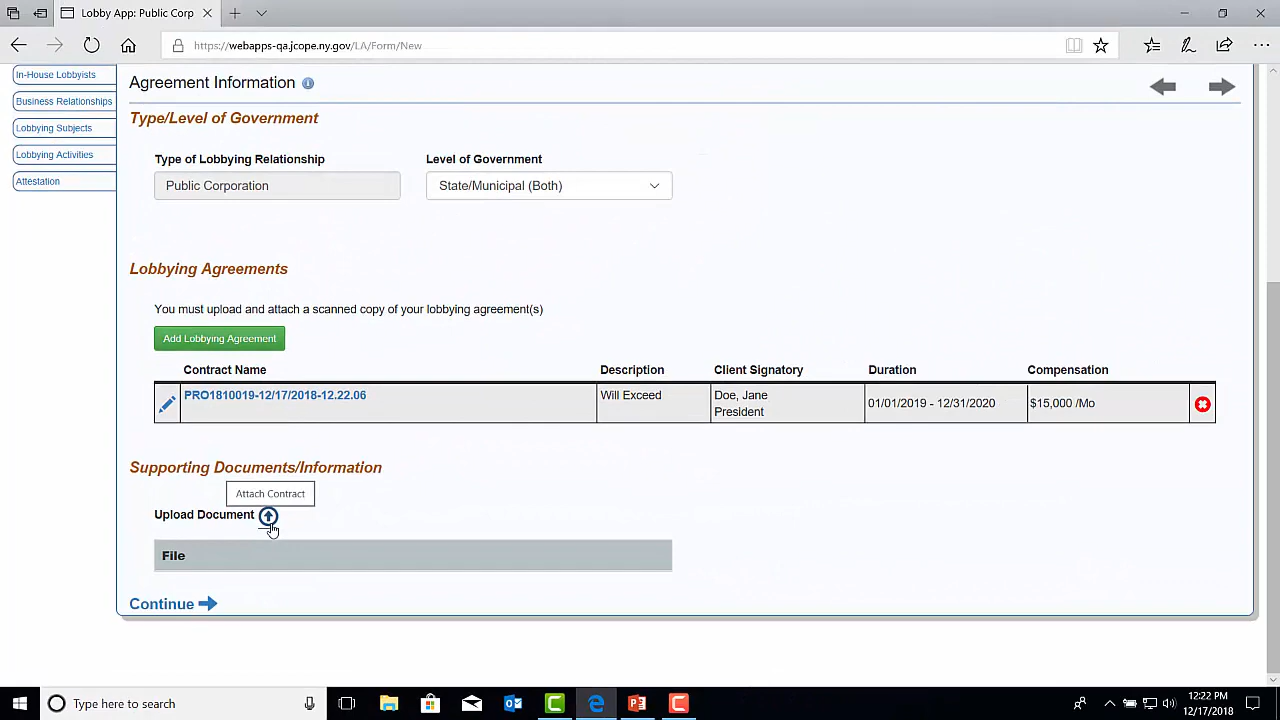 Lobby App: Public Corp
https://webapps-qa.jcope.ny.gov/LA/Form/New
In-House Lobbyists
Business Relationships
Lobbying Subjects
Lobbying Activities
Attestation
Agreement Information
Type/Level of Government
Type of Lobbying Relationship
Level of Government
Public Corporation
State/Municipal (Both)
Lobbying Agreements
You must upload and attach a scanned copy of your lobbying agreement(s)
Add Lobbying Agreement
Contract Name Description Client Signatory Duration Compensation
PRO1810019-12/17/2018-12.22.06 Will Exceed Doe, Jane 01/01/2019 - 12/31/2020 $15,000 /Mo
President
Supporting Documents/Information
Attach Contract
Upload Document
File
Continue
Type here to search
12:22 PM
12/17/2018